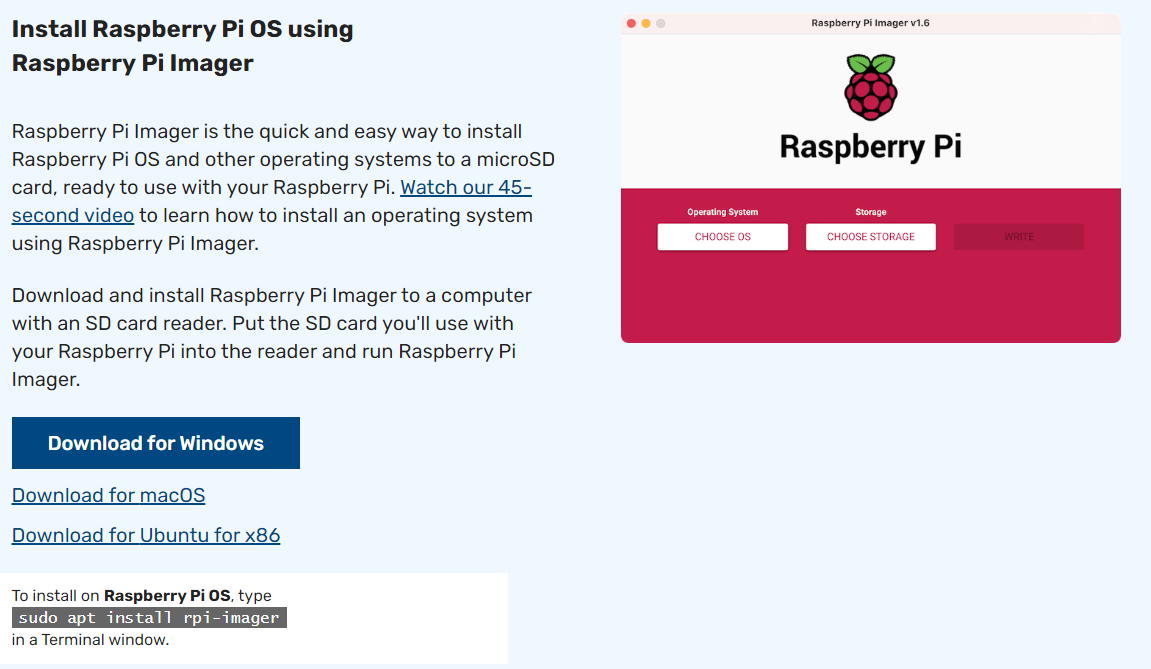 Install Raspberry Pi OS using
Raspberry Pi Imager
Raspberry Pi Imager is the quick and easy way to install
Raspberry Pi OS and other operating systems to a microSD
card, ready to use with your Raspberry Pi. Watch our 45-
second video to learn how to install an operating system
using Raspberry Pi Imager.
Download and install Raspberry Pi Imager to a computer
with an SD card reader. Put the SD card you'll use with
your Raspberry Pi into the reader and run Raspberry Pi
Imager.
Download for Windows
Download for macOS
Download for Ubuntu for x86
To install on Raspberry Pi OS, type
sudo apt install rpi-imager
in a Terminal window.
Raspberry Pi Imager v1.6
Raspberry Pi
Operating System
Storage
CHOOSE OS
CHOOSE STORAGE
WRITE